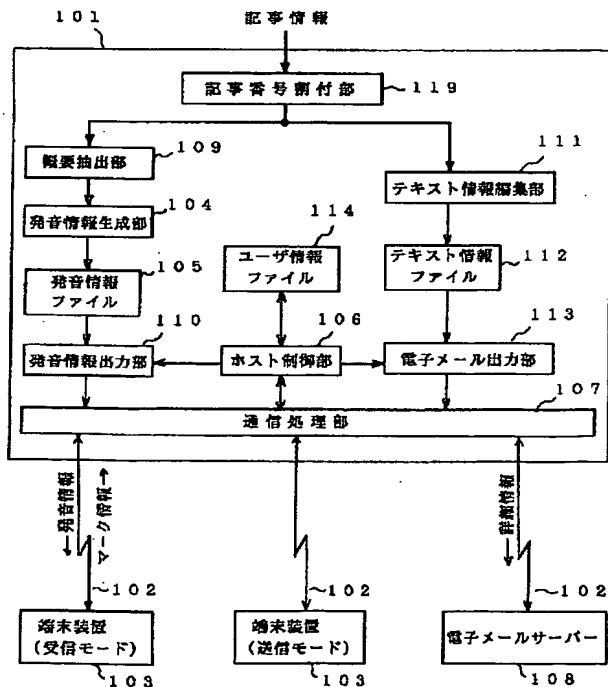 記事情報
101
記事番号割付部
119
概要抽出部
109
テキスト情報編集部
111
発音情報生成部
104
ユーザ情報
ファイル
114
発音情報
ファイル
105
テキスト情報
ファイル
112
発音情報出力部
110
ホスト制御部
106
電子メール出力部
113
通信処理部
107
←発音情報
マーク情報→
←詳細情報
102
102
102
端末装置
(受信モード)
103
端末装置
(送信モード)
103
電子メールサーバー
108